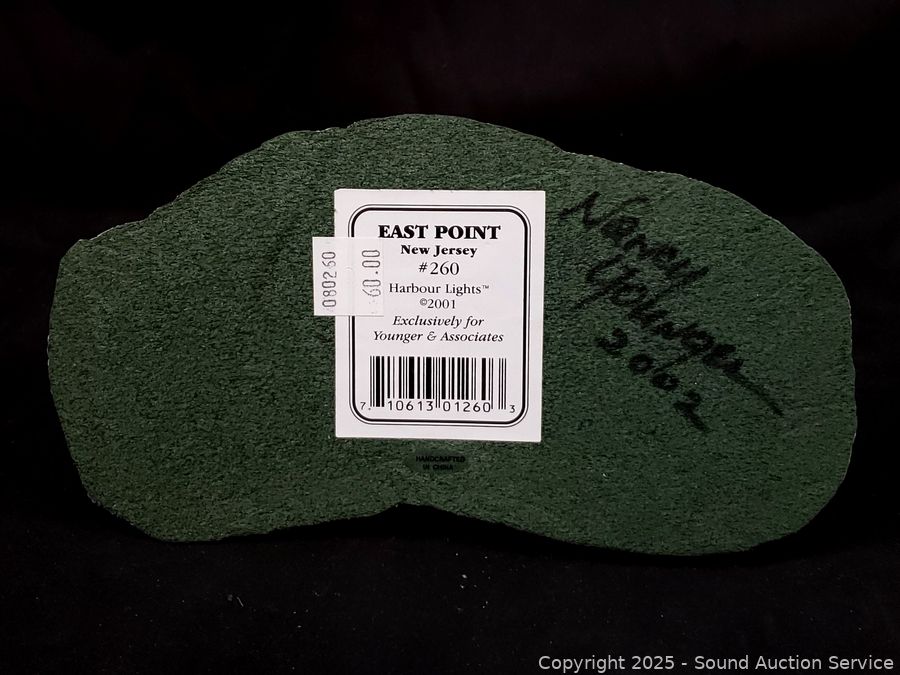 EAST POINT
New Jersey
#260
Harbour Lights™
©2001
Exclusively for
Younger & Associates
7 10613 01260 3
080260
60.00
HANDCRAFTED
IN CHINA
Nancy
Younger
2002
Copyright 2025 - Sound Auction Service